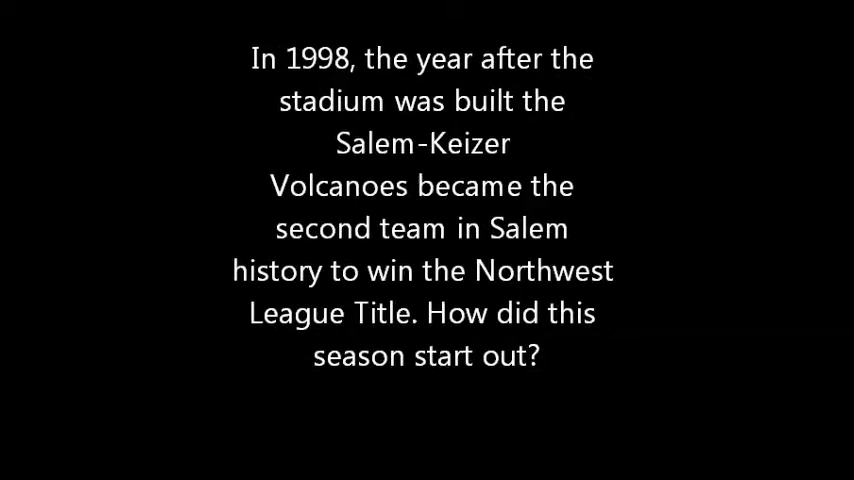 In 1998, the year after the
stadium was built the
Salem-Keizer
Volcanoes became the
second team in Salem
history to win the Northwest
League Title. How did this
season start out?